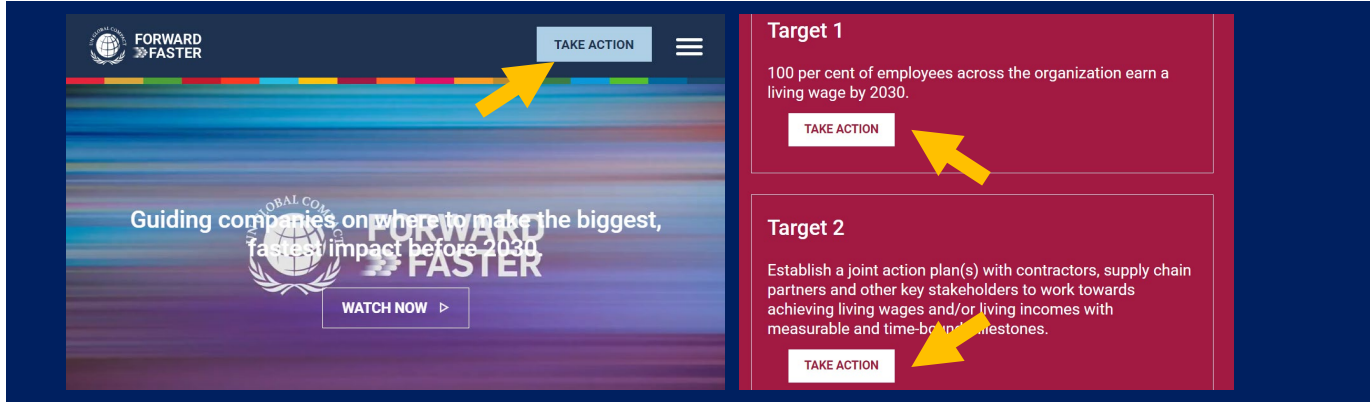 UN GLOBAL COMPACT
FORWARD
FASTER
TAKE ACTION
Guiding companies on where to make the biggest,
fastest impact before 2030.
FORWARD
FASTER
WATCH NOW
Target 1
100 per cent of employees across the organization earn a
living wage by 2030.
TAKE ACTION
Target 2
Establish a joint action plan(s) with contractors, supply chain
partners and other key stakeholders to work towards
achieving living wages and/or living incomes with
measurable and time-bound milestones.
TAKE ACTION